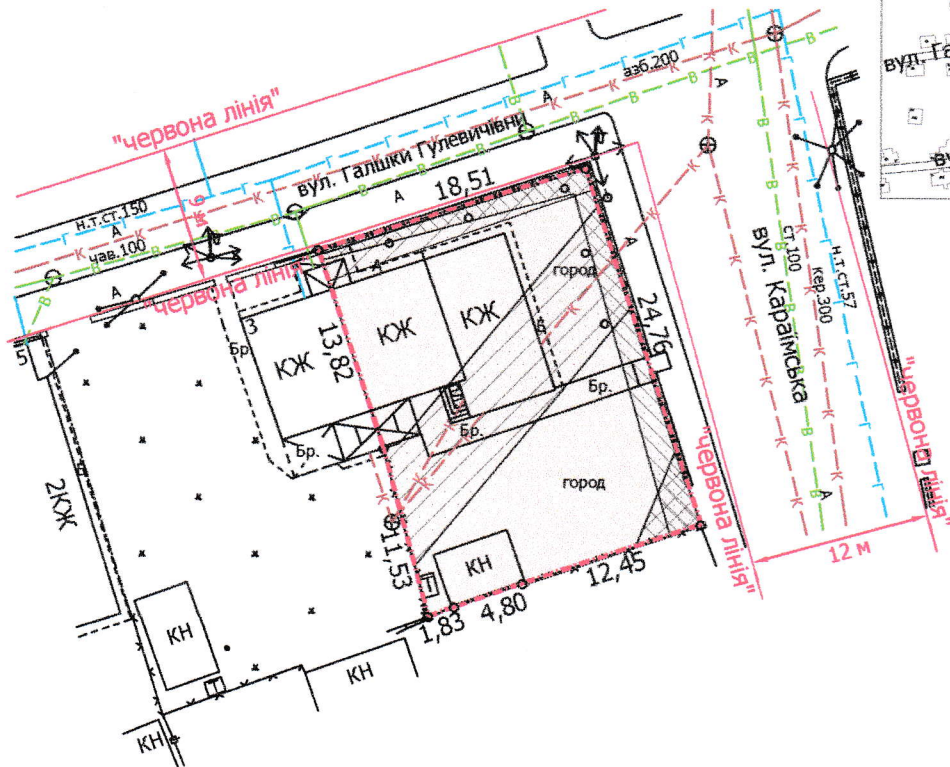 "червона лінія"
вул. Галшки Гулевичівни
азб.200
н.т.ст.150
чав.100
9 м
"червона лінія"
18,51
24,76
13,82
11,53
12,45
4,80
1,83
3
5
КЖ
КЖ
КЖ
2КЖ
город
город
Бр.
Бр.
Бр.
Бр.
КН
КН
КН
КН
Т
А
А
А
А
А
А
А
А
К
Г
В
вул. Караїмська
ст.100
кер.300
н.т.ст.57
"червона лінія"
"червона лінія"
12 м
вул. Га
ву